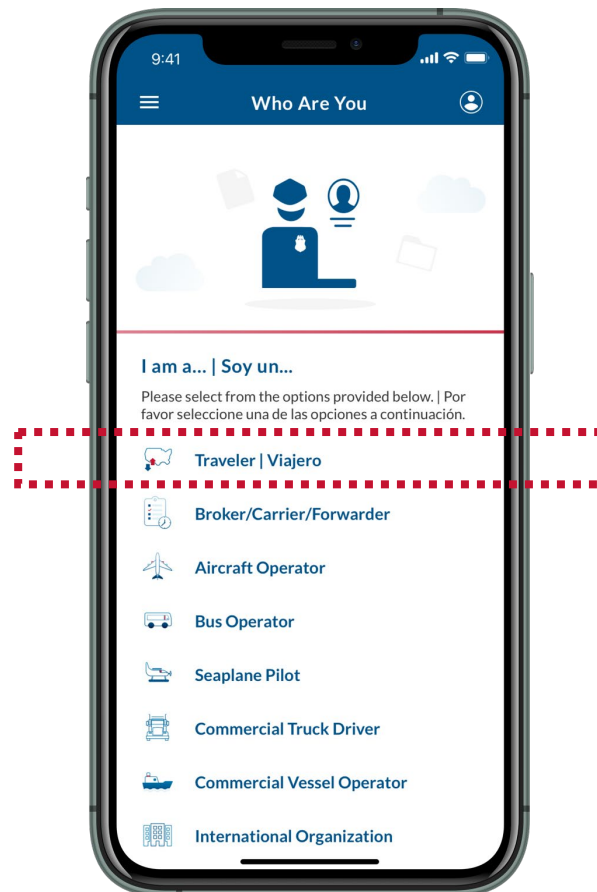 9:41
Who Are You
I am a... | Soy un...
Please select from the options provided below. | Por
favor seleccione una de las opciones a continuación.
Traveler | Viajero
Broker/Carrier/Forwarder
Aircraft Operator
Bus Operator
Seaplane Pilot
Commercial Truck Driver
Commercial Vessel Operator
International Organization